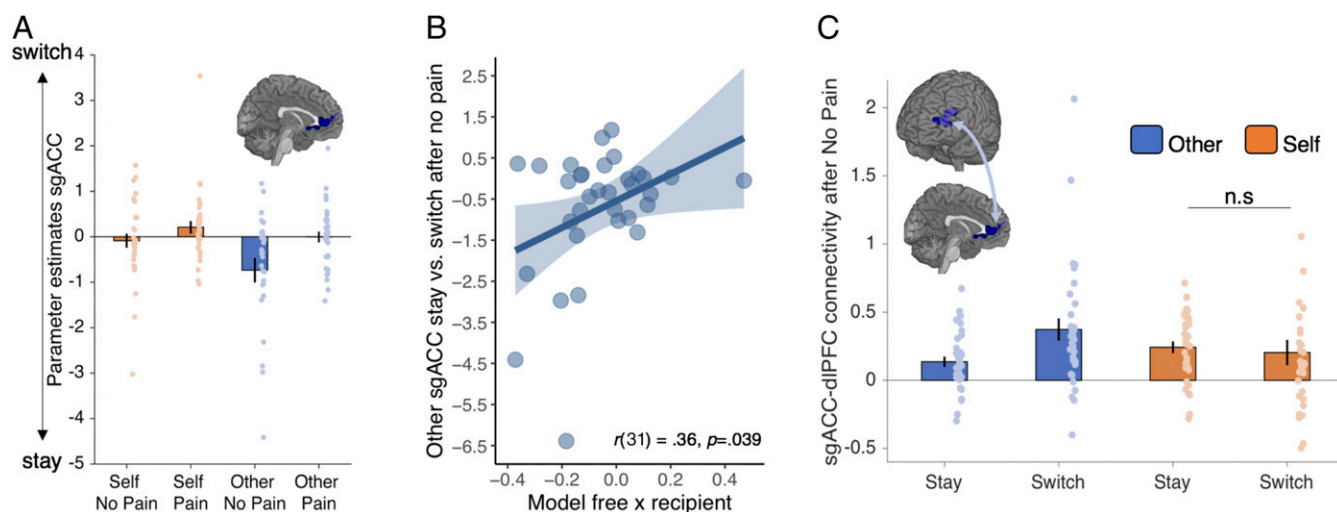 A
switch
4
3
2
1
0
-1
-2
-3
-4
-5
stay
Parameter estimates sgACC
Self
No Pain
Self
Pain
Other
No Pain
Other
Pain
B
Other sgACC stay vs. switch after no pain
2.5
1.5
0.5
−0.5
−1.5
−2.5
−3.5
−4.5
−5.5
−6.5
r(31) = .36, p=.039
−0.4
−0.2
0.0
0.2
0.4
Model free x recipient
C
sgACC-dlPFC connectivity after No Pain
2
1.5
1
0.5
0
-0.5
Other
Self
n.s
Stay
Switch
Stay
Switch